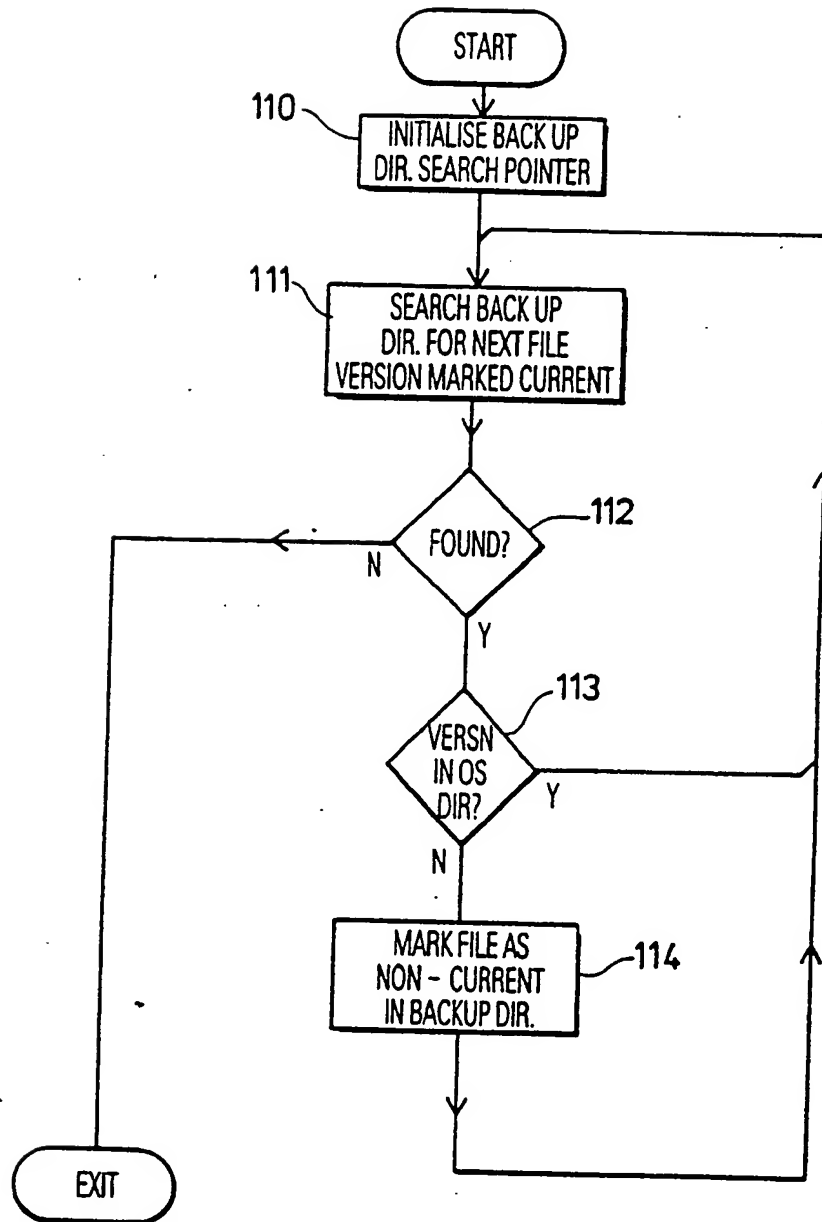 START
110
INITIALISE BACK UP
DIR. SEARCH POINTER
111
SEARCH BACK UP
DIR. FOR NEXT FILE
VERSION MARKED CURRENT
FOUND?
112
N
Y
113
VERSN
IN OS
DIR?
Y
N
MARK FILE AS
NON - CURRENT
IN BACKUP DIR.
114
EXIT